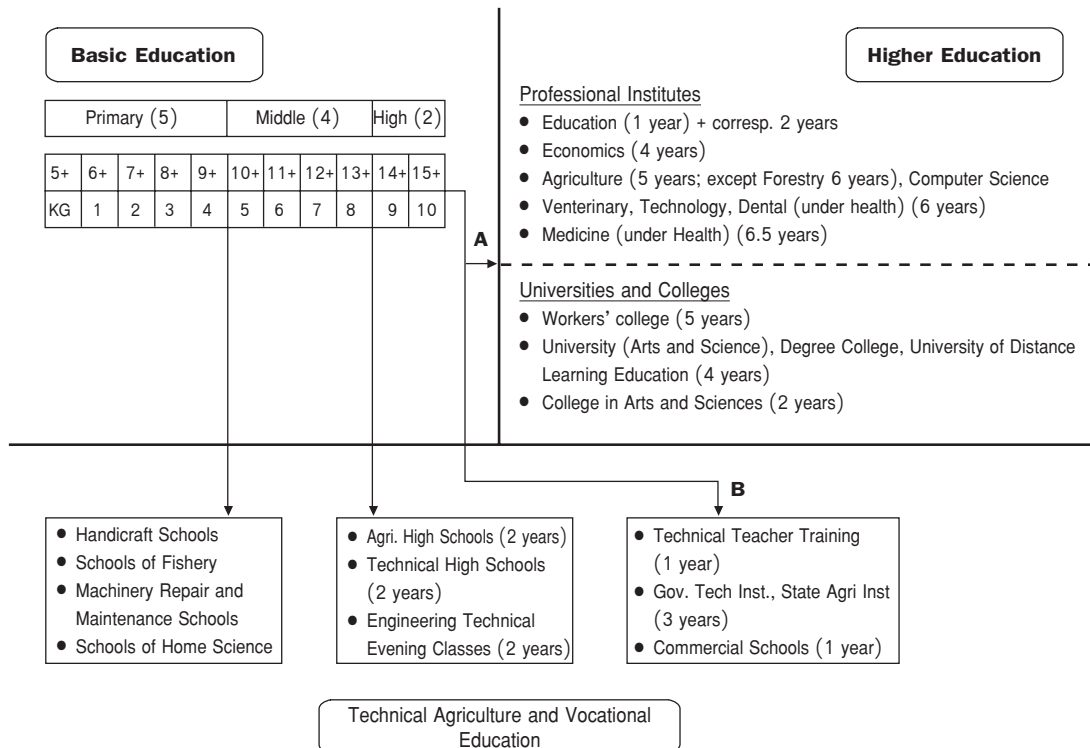 Basic Education
Higher Education
Primary (5) Middle (4) High (2)
5+ 6+ 7+ 8+ 9+ 10+ 11+ 12+ 13+ 14+ 15+
KG 1 2 3 4 5 6 7 8 9 10
A
Professional Institutes
• Education (1 year) + corresp. 2 years
• Economics (4 years)
• Agriculture (5 years; except Forestry 6 years), Computer Science
• Venterinary, Technology, Dental (under health) (6 years)
• Medicine (under Health) (6.5 years)
Universities and Colleges
• Workers' college (5 years)
• University (Arts and Science), Degree College, University of Distance
Learning Education (4 years)
• College in Arts and Sciences (2 years)
B
• Handicraft Schools
• Schools of Fishery
• Machinery Repair and
Maintenance Schools
• Schools of Home Science
• Agri. High Schools (2 years)
• Technical High Schools
(2 years)
• Engineering Technical
Evening Classes (2 years)
• Technical Teacher Training
(1 year)
• Gov. Tech Inst., State Agri Inst
(3 years)
• Commercial Schools (1 year)
Technical Agriculture and Vocational
Education